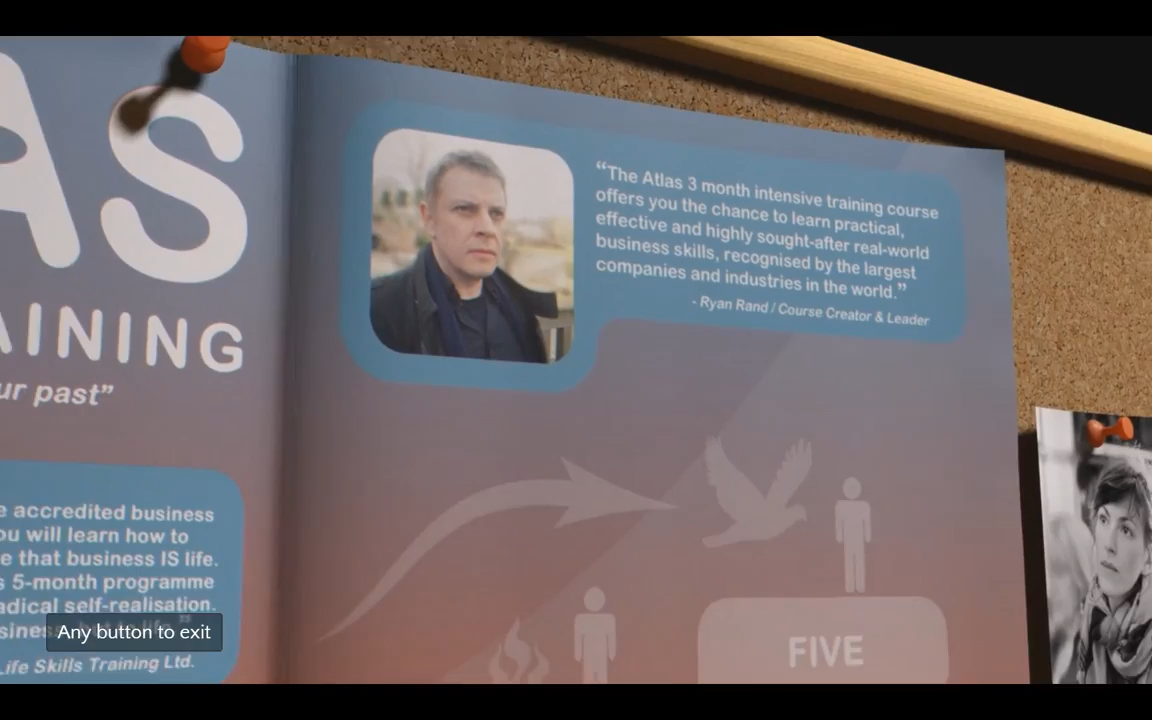 AS
AINING
ur past”
“The Atlas 3 month intensive training course
offers you the chance to learn practical,
effective and highly sought-after real-world
business skills, recognised by the largest
companies and industries in the world.”
- Ryan Rand / Course Creator & Leader
e accredited business
ou will learn how to
e that business IS life.
s 5-month programme
adical self-realisation.
Life Skills Training Ltd.
Any button to exit
FIVE